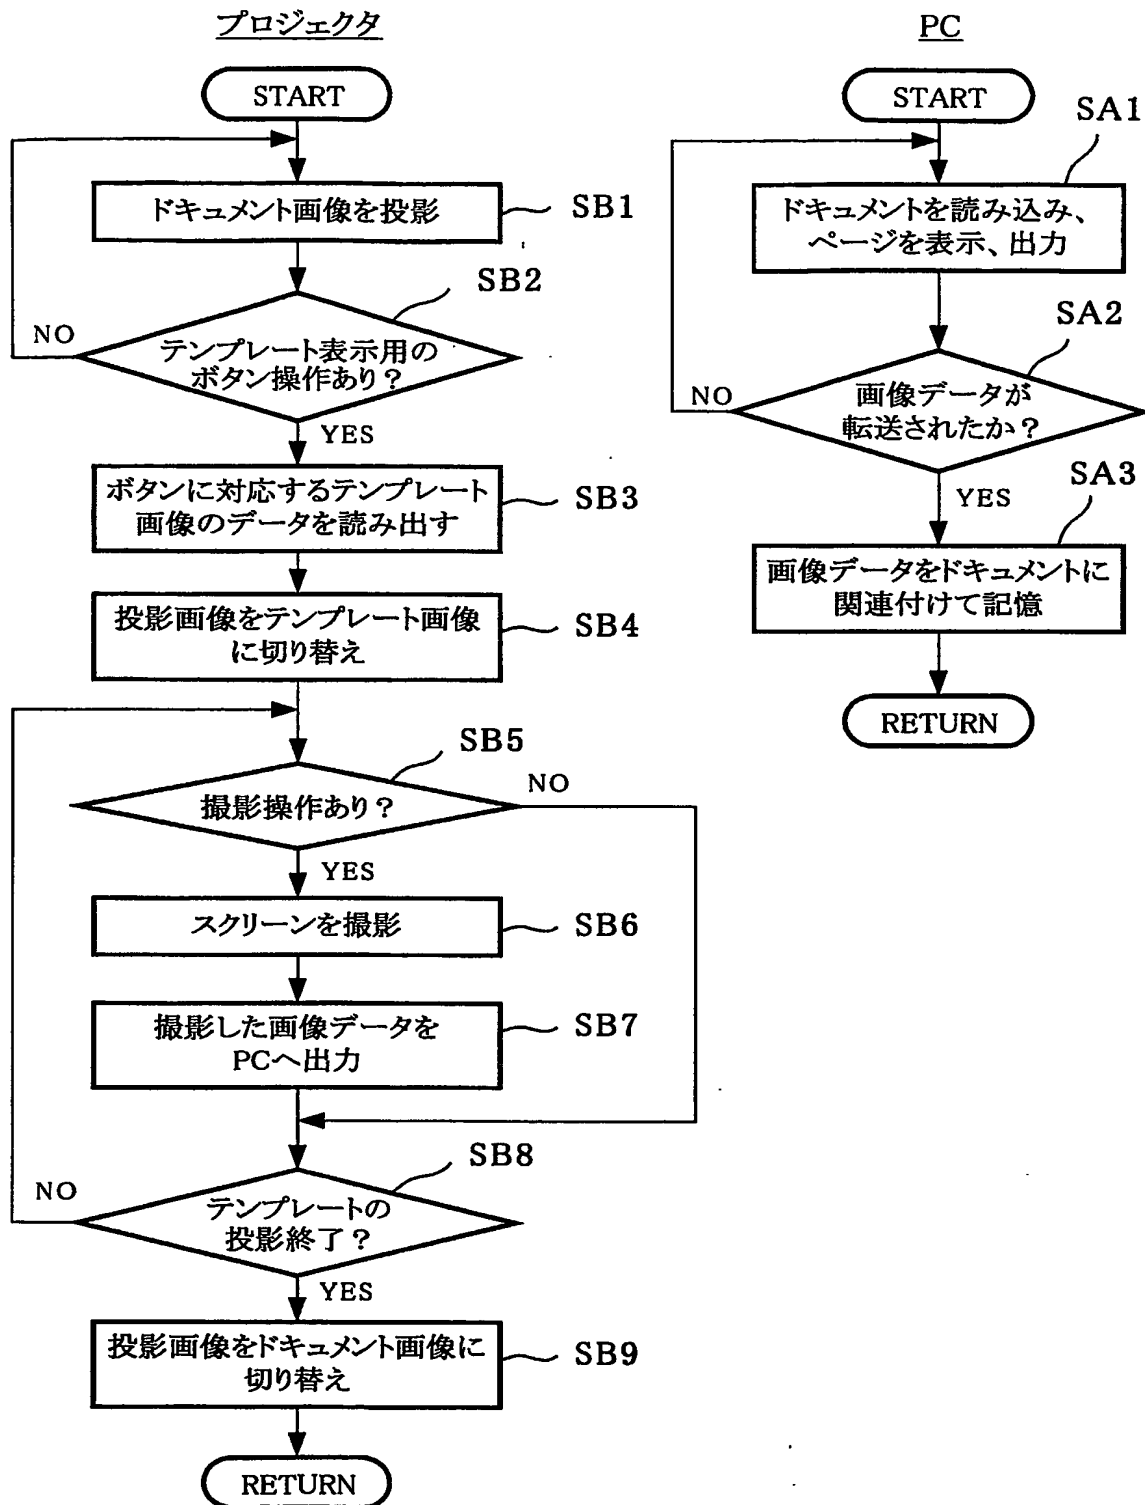 プロジェクタ
START
ドキュメント画像を投影
SB1
SB2
NO
テンプレート表示用の
ボタン操作あり?
YES
ボタンに対応するテンプレート
画像のデータを読み出す
SB3
投影画像をテンプレート画像
に切り替え
SB4
SB5
撮影操作あり?
NO
YES
スクリーンを撮影
SB6
撮影した画像データを
PCへ出力
SB7
SB8
NO
テンプレートの
投影終了?
YES
投影画像をドキュメント画像に
切り替え
SB9
RETURN
PC
START
SA1
ドキュメントを読み込み、
ページを表示、出力
SA2
NO
画像データが
転送されたか?
YES
SA3
画像データをドキュメントに
関連付けて記憶
RETURN